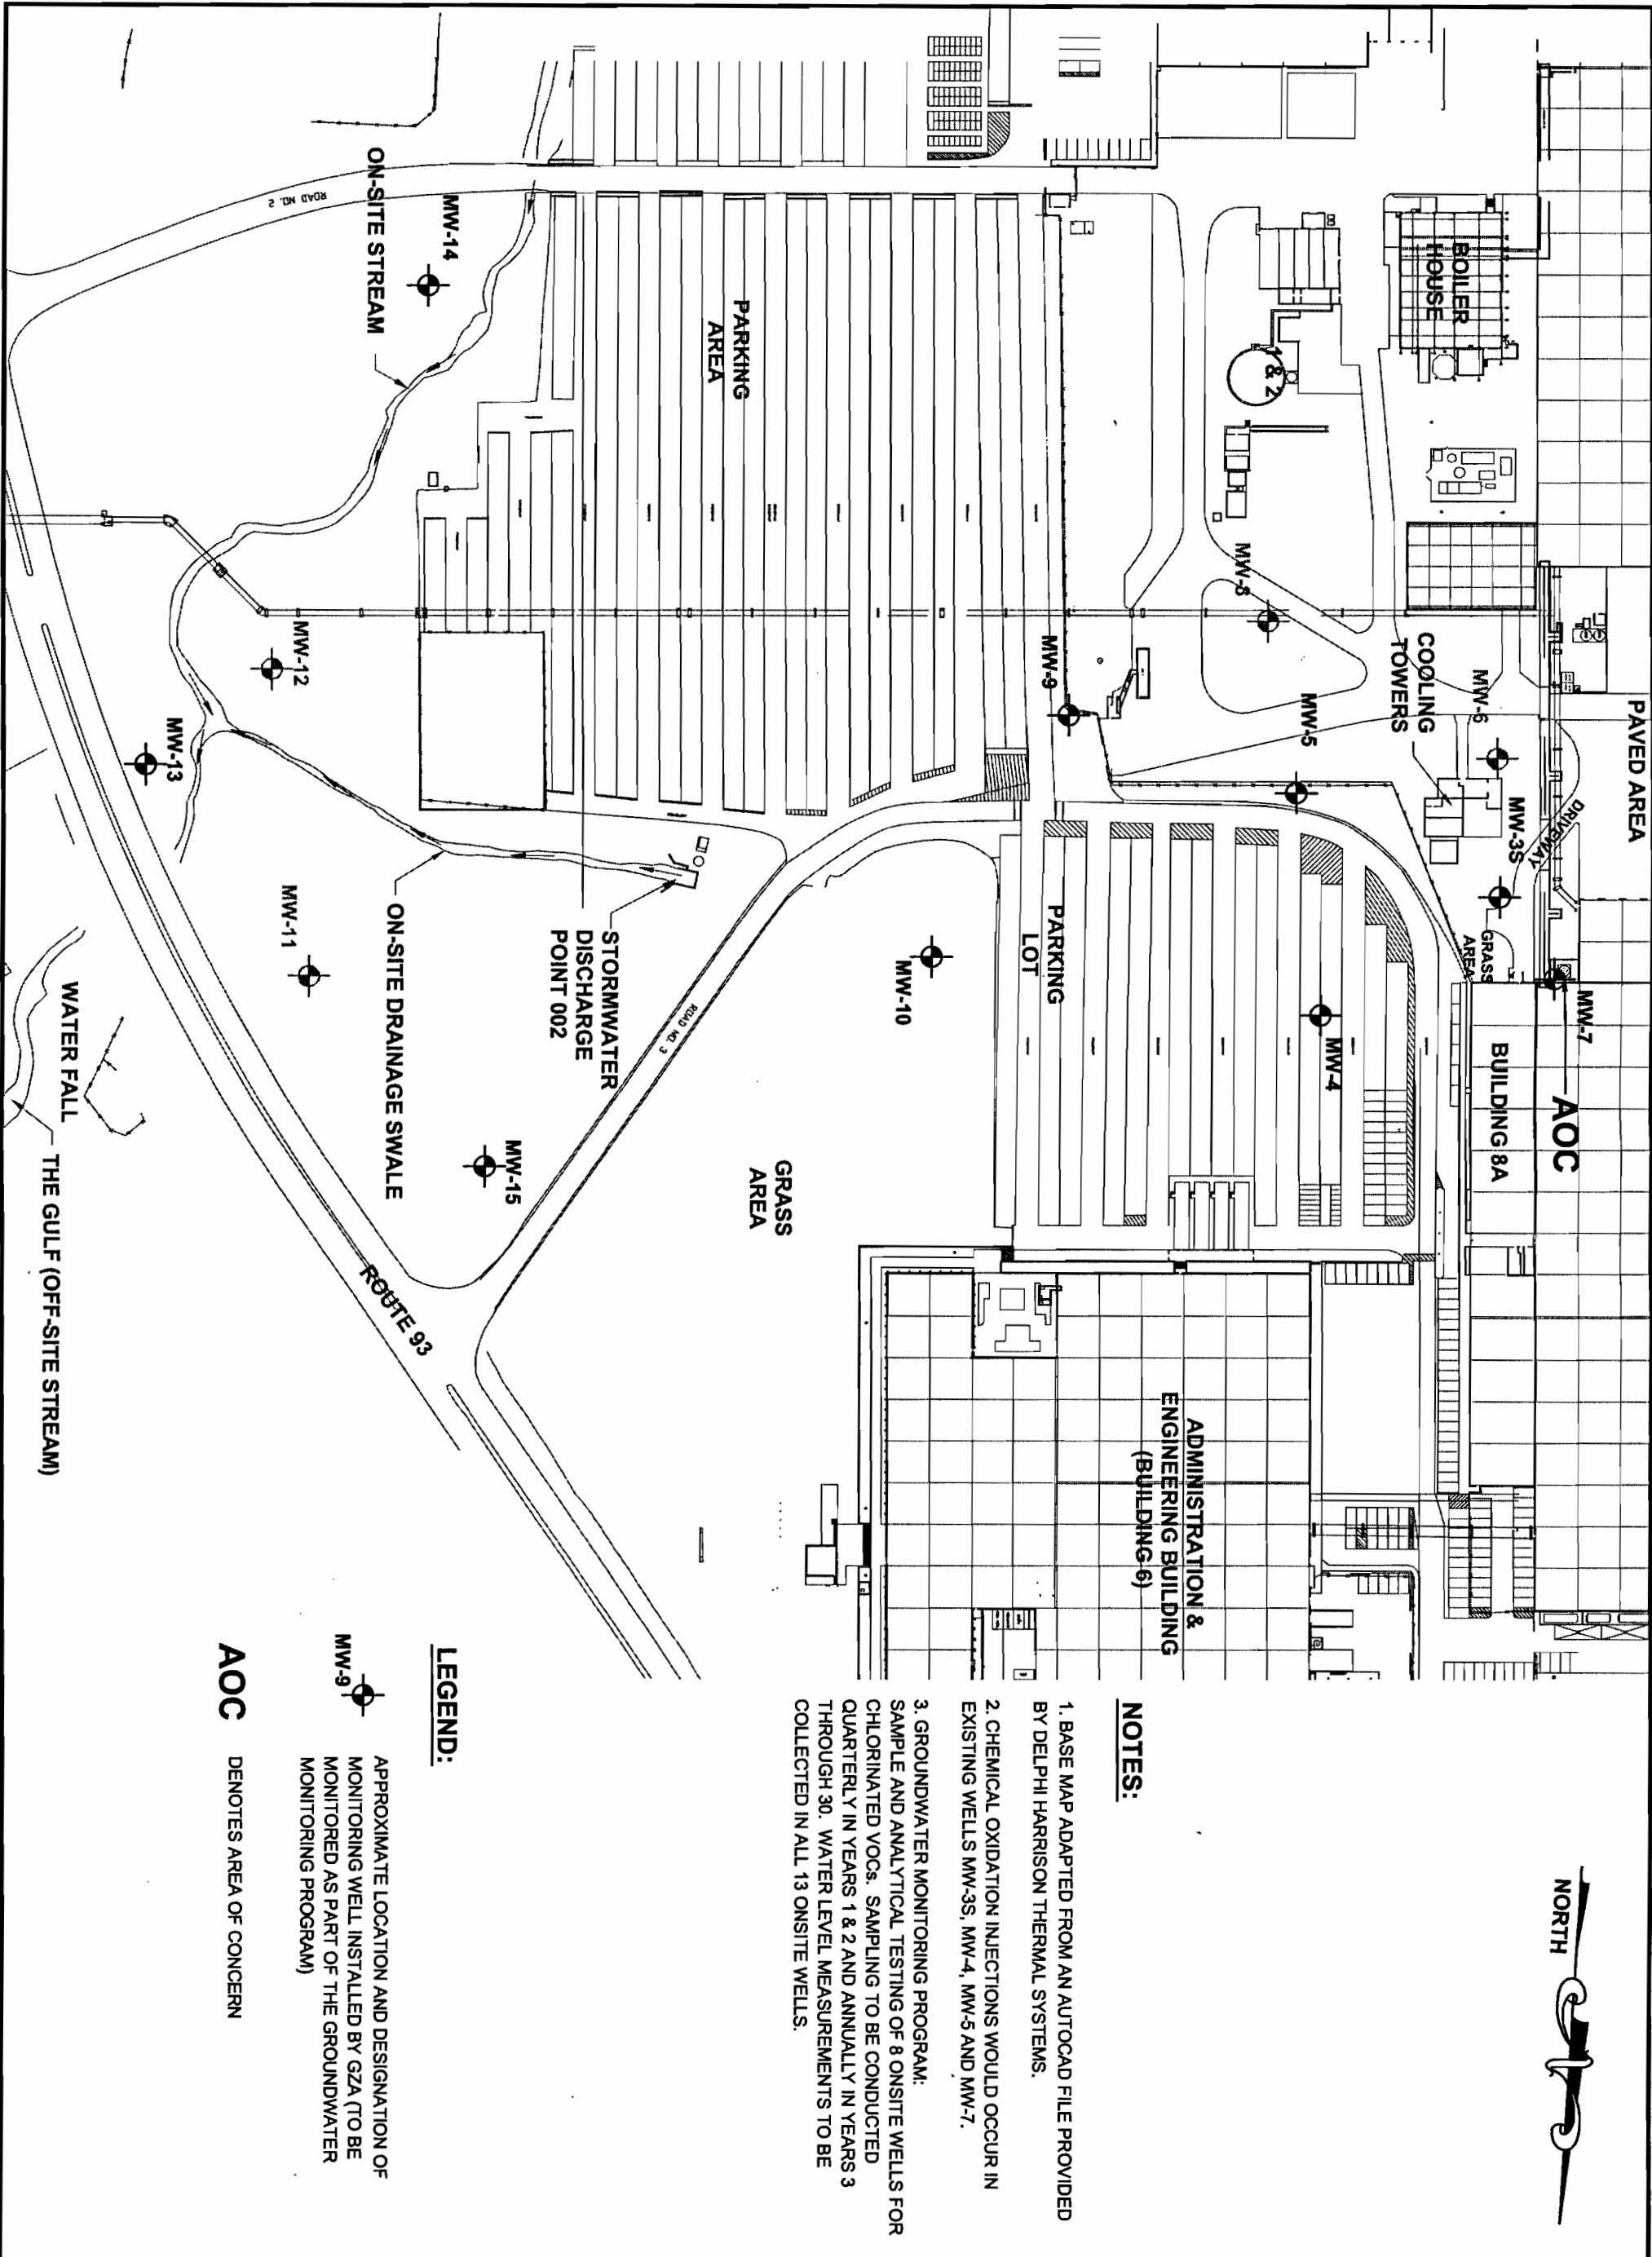 PAVED AREA
DRIVEWAY
MW-7
AOC
BUILDING 8A
GRASS
AREA
MW-3S
MW-6
COOLING
TOWERS
BOILER
HOUSE
1 & 2
MW-8
MW-5
MW-4
MW-9
PARKING
LOT
ADMINISTRATION &
ENGINEERING BUILDING
(BUILDING 6)
MW-10
PARKING
AREA
GRASS
AREA
ROAD NO. 3
STORMWATER
DISCHARGE
POINT 002
MW-15
MW-14
ON-SITE STREAM
ROAD NO. 2
ON-SITE DRAINAGE SWALE
ROUTE 93
MW-12
MW-11
MW-13
WATER FALL
THE GULF (OFF-SITE STREAM)
NORTH
NOTES:
1. BASE MAP ADAPTED FROM AN AUTOCAD FILE PROVIDED
BY DELPHI HARRISON THERMAL SYSTEMS.
2. CHEMICAL OXIDATION INJECTIONS WOULD OCCUR IN
EXISTING WELLS MW-3S, MW-4, MW-5 AND MW-7.
3. GROUNDWATER MONITORING PROGRAM:
SAMPLE AND ANALYTICAL TESTING OF 8 ONSITE WELLS FOR
CHLORINATED VOCs. SAMPLING TO BE CONDUCTED
QUARTERLY IN YEARS 1 & 2 AND ANNUALLY IN YEARS 3
THROUGH 30. WATER LEVEL MEASUREMENTS TO BE
COLLECTED IN ALL 13 ONSITE WELLS.
LEGEND:
MW-9
APPROXIMATE LOCATION AND DESIGNATION OF
MONITORING WELL INSTALLED BY GZA (TO BE
MONITORED AS PART OF THE GROUNDWATER
MONITORING PROGRAM)
AOC DENOTES AREA OF CONCERN